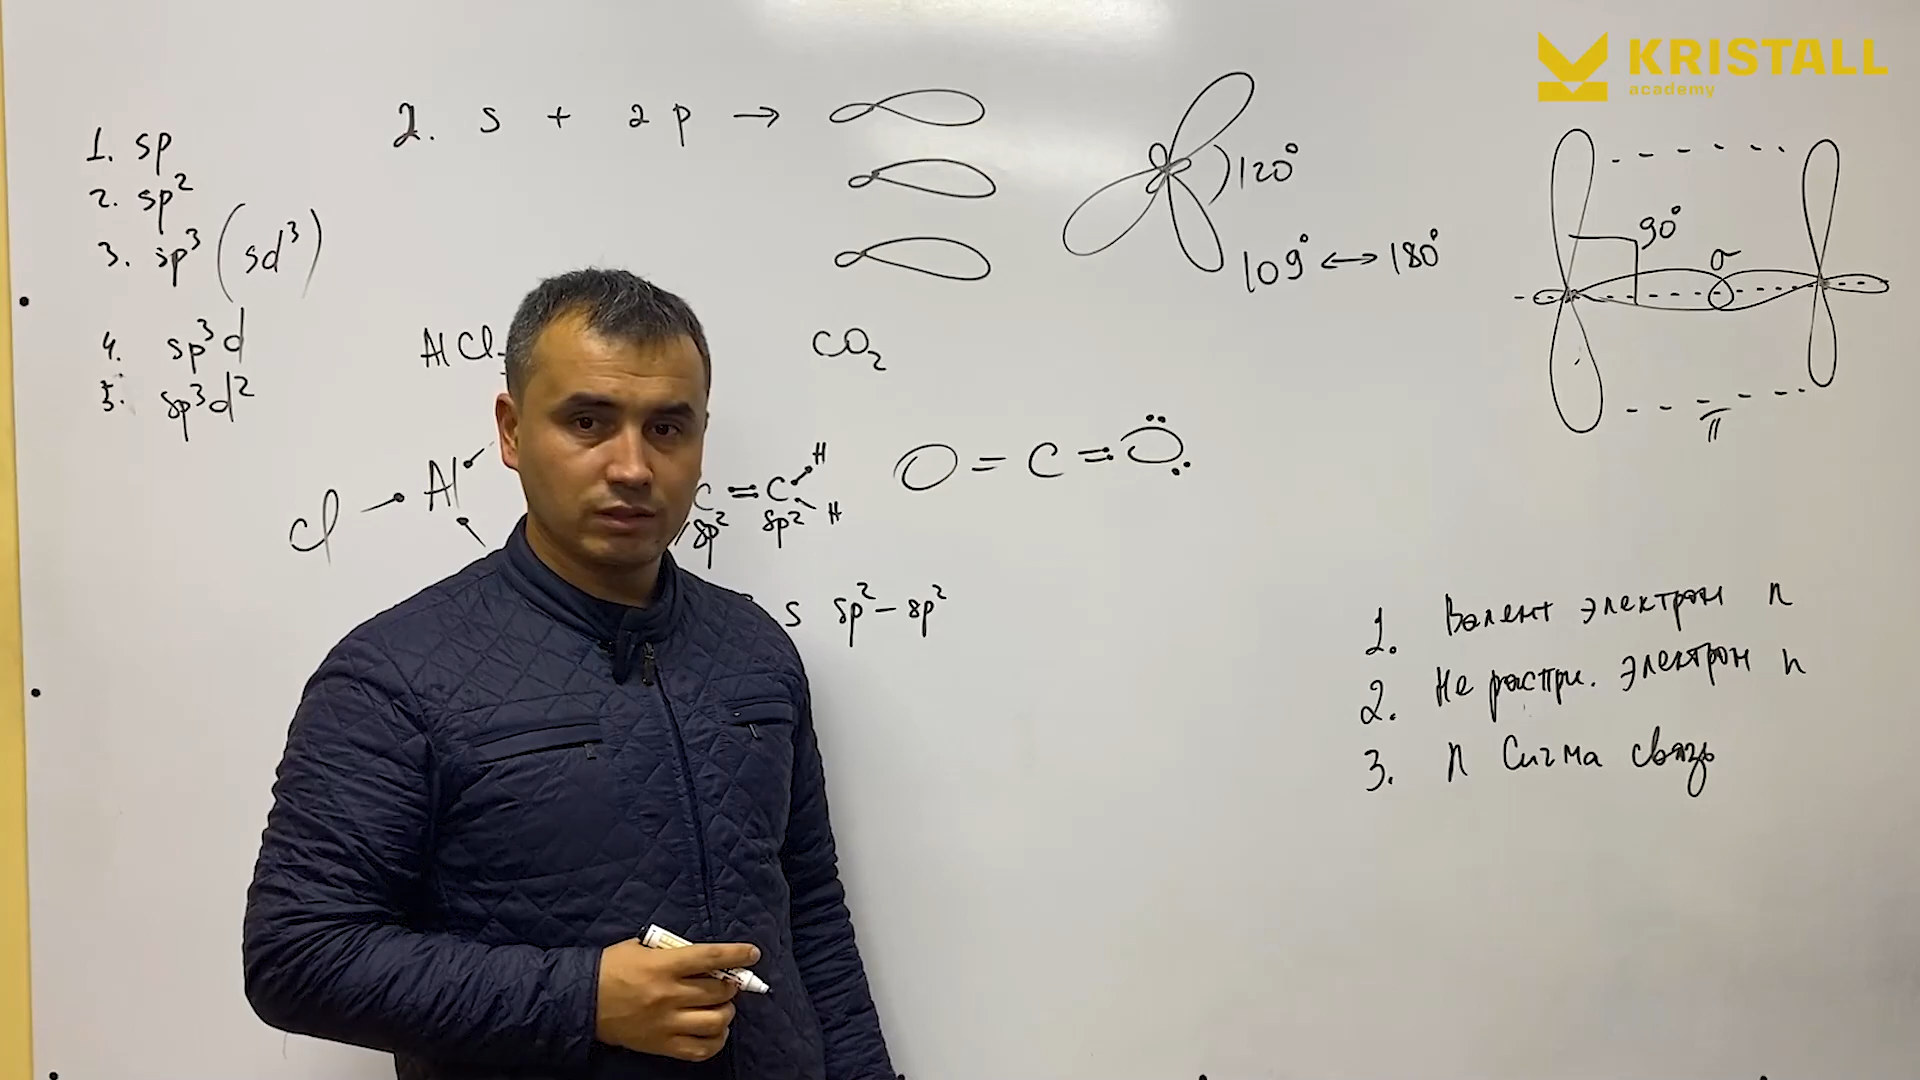 KRISTALL
academy
1. sp
2. sp²
3. sp³ (sd³)
4. sp³d
5. sp³d²
2. s + 2p →
120°
109° ↔ 180°
90°
σ
π
AlCl
CO₂
Cl Al
C = C H
sp² sp² H
O = C = O
s sp² – sp²
1. Валент электрон n
2. Не распр. электрон n
3. n Сигма связь